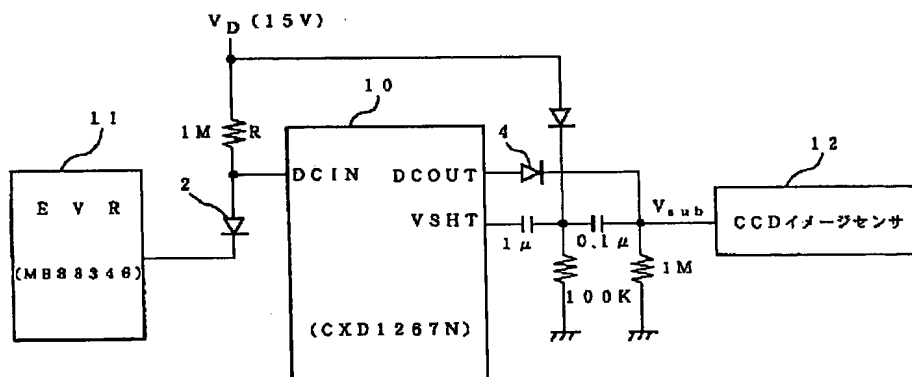 V_D (15V)
10
11
1M R
4
12
2
DCIN DCOUT
E V R
VSHT
V_sub
CCDイメージセンサ
1μ 0.1μ
(MB88346)
1M
100K
(CXD1267N)